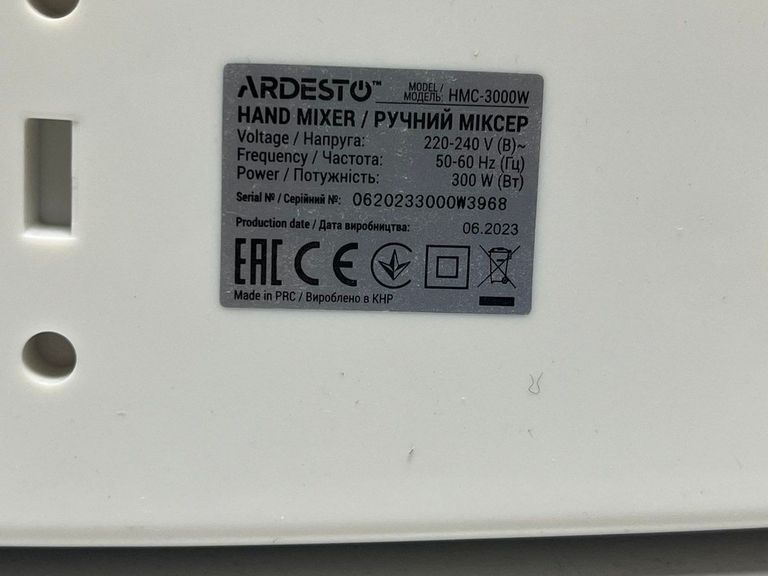 ARDESTO™ MODEL / МОДЕЛЬ: HMC-3000W
HAND MIXER / РУЧНИЙ МІКСЕР
Voltage / Напруга: 220-240 V (В)~
Frequency / Частота: 50-60 Hz (Гц)
Power / Потужність: 300 W (Вт)
Serial № / Серійний №: 0620233000W3968
Production date / Дата виробництва: 06.2023
EAC CE
Made in PRC / Вироблено в КНР